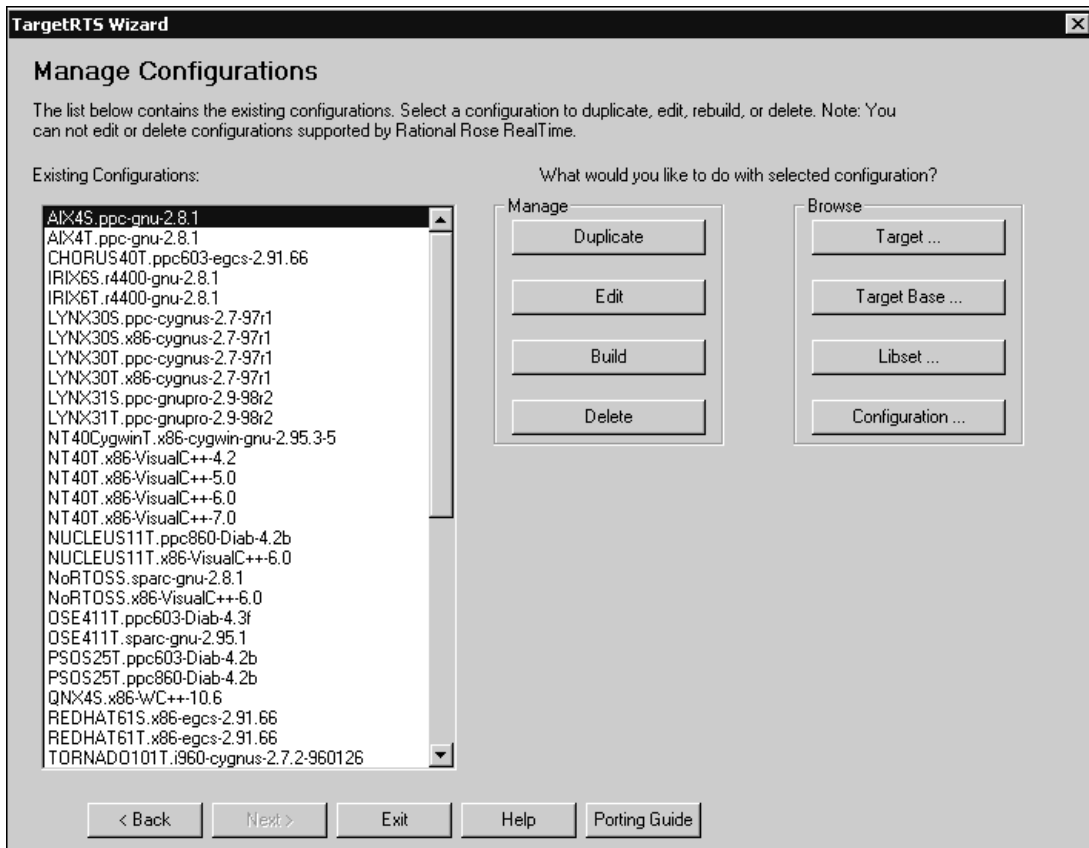 TargetRTS Wizard
Manage Configurations
The list below contains the existing configurations. Select a configuration to duplicate, edit, rebuild, or delete. Note: You
can not edit or delete configurations supported by Rational Rose RealTime.
Existing Configurations:
What would you like to do with selected configuration?
AIX4S.ppc-gnu-2.8.1
AIX4T.ppc-gnu-2.8.1
CHORUS40T.ppc603-egcs-2.91.66
IRIX6S.r4400-gnu-2.8.1
IRIX6T.r4400-gnu-2.8.1
LYNX30S.ppc-cygnus-2.7-97r1
LYNX30S.x86-cygnus-2.7-97r1
LYNX30T.ppc-cygnus-2.7-97r1
LYNX30T.x86-cygnus-2.7-97r1
LYNX31S.ppc-gnupro-2.9-98r2
LYNX31T.ppc-gnupro-2.9-98r2
NT40CygwinT.x86-cygwin-gnu-2.95.3-5
NT40T.x86-VisualC++-4.2
NT40T.x86-VisualC++-5.0
NT40T.x86-VisualC++-6.0
NT40T.x86-VisualC++-7.0
NUCLEUS11T.ppc860-Diab-4.2b
NUCLEUS11T.x86-VisualC++-6.0
NoRTOSS.sparc-gnu-2.8.1
NoRTOSS.x86-VisualC++-6.0
OSE411T.ppc603-Diab-4.3f
OSE411T.sparc-gnu-2.95.1
PSOS25T.ppc603-Diab-4.2b
PSOS25T.ppc860-Diab-4.2b
QNX4S.x86-WC++-10.6
REDHAT61S.x86-egcs-2.91.66
REDHAT61T.x86-egcs-2.91.66
TORNADO101T.i960-cygnus-2.7.2-960126
Manage
Duplicate
Edit
Build
Delete
Browse
Target ...
Target Base ...
Libset ...
Configuration ...
< Back
Next >
Exit
Help
Porting Guide